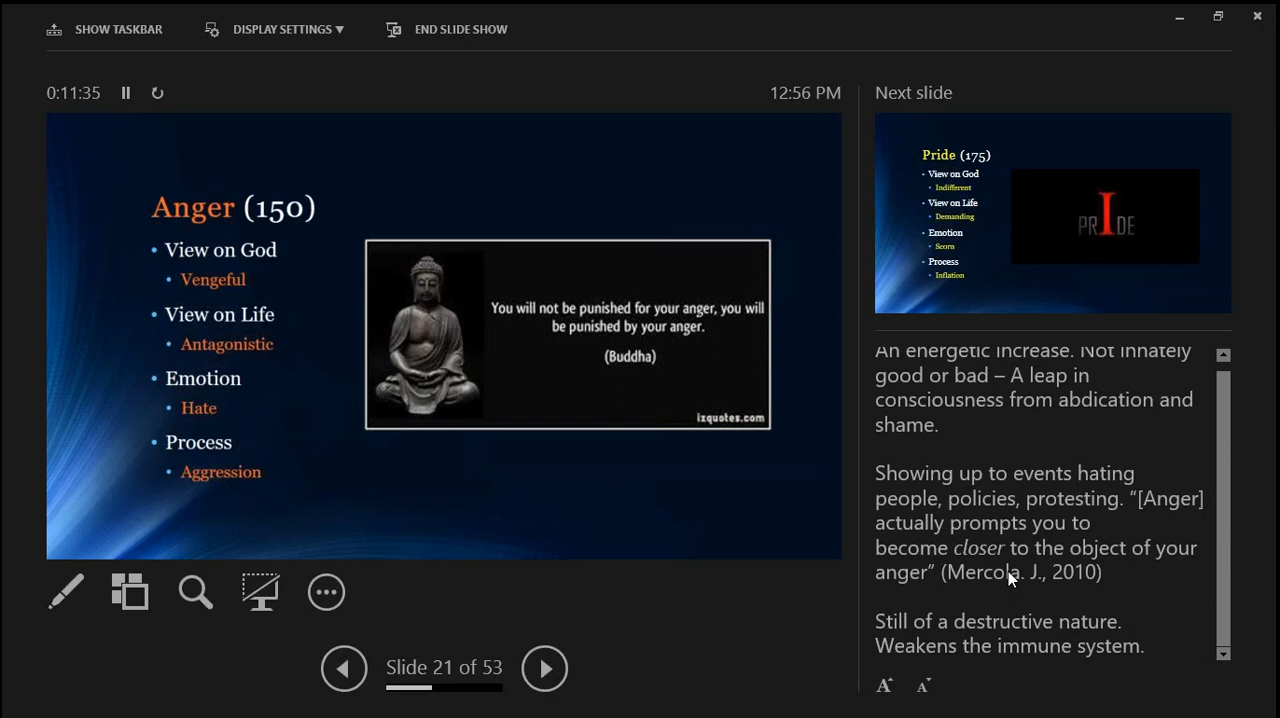 SHOW TASKBAR
DISPLAY SETTINGS ▼
END SLIDE SHOW
0:11:35
12:56 PM
Anger (150)
• View on God
• Vengeful
• View on Life
• Antagonistic
• Emotion
• Hate
• Process
• Aggression
You will not be punished for your anger, you will
be punished by your anger.
(Buddha)
izquotes.com
Slide 21 of 53
Next slide
Pride (175)
• View on God
• Indifferent
• View on Life
• Demanding
• Emotion
• Scorn
• Process
• Inflation
PRIDE
An energetic increase. Not innately
good or bad – A leap in
consciousness from abdication and
shame.
Showing up to events hating
people, policies, protesting. “[Anger]
actually prompts you to
become closer to the object of your
anger” (Mercola. J., 2010)
Still of a destructive nature.
Weakens the immune system.
A A